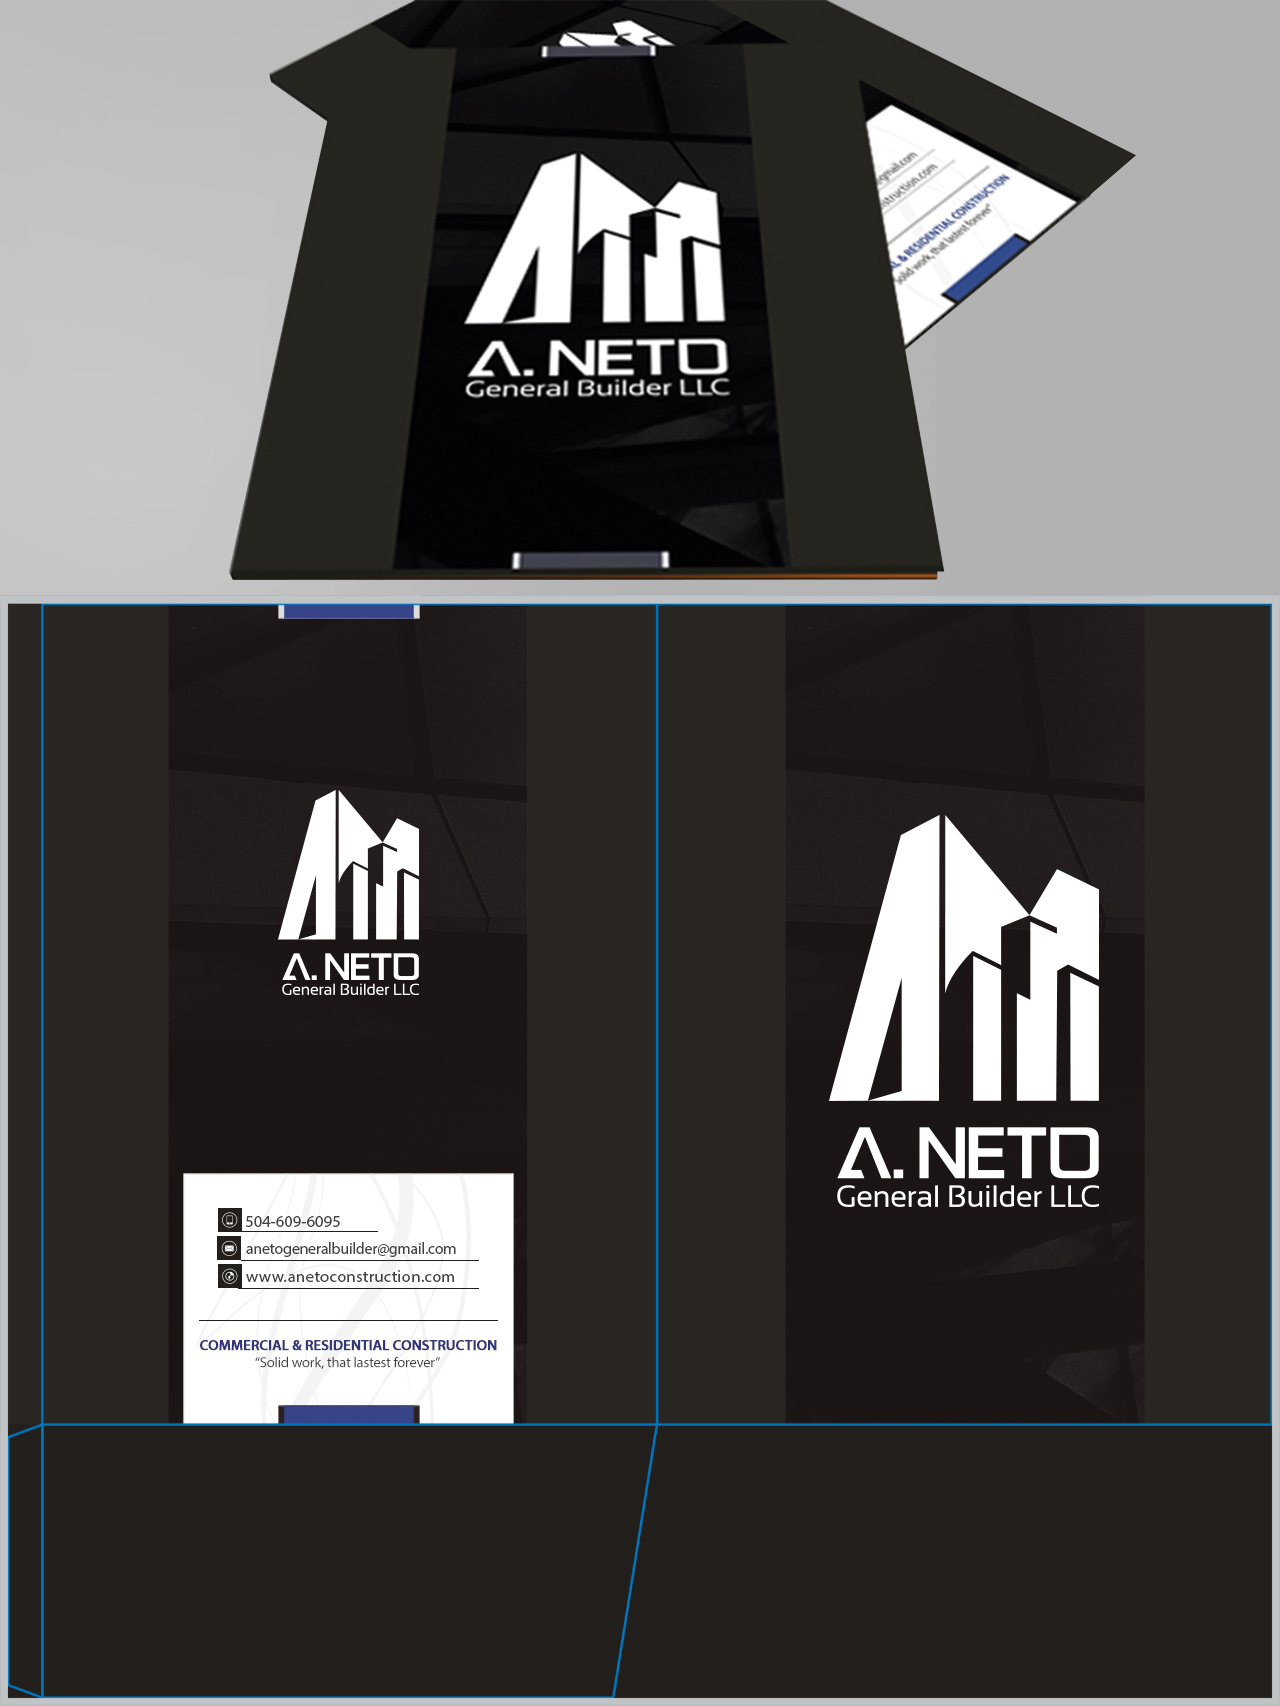 gmail.com
struction.com
L & RESIDENTIAL CONSTRUCTION
"Solid work, that lastest forever"
A. NETO
General Builder LLC
A. NETO
General Builder LLC
504-609-6095
anetogeneralbuilder@gmail.com
www.anetoconstruction.com
COMMERCIAL & RESIDENTIAL CONSTRUCTION
“Solid work, that lastest forever”
A. NETO
General Builder LLC